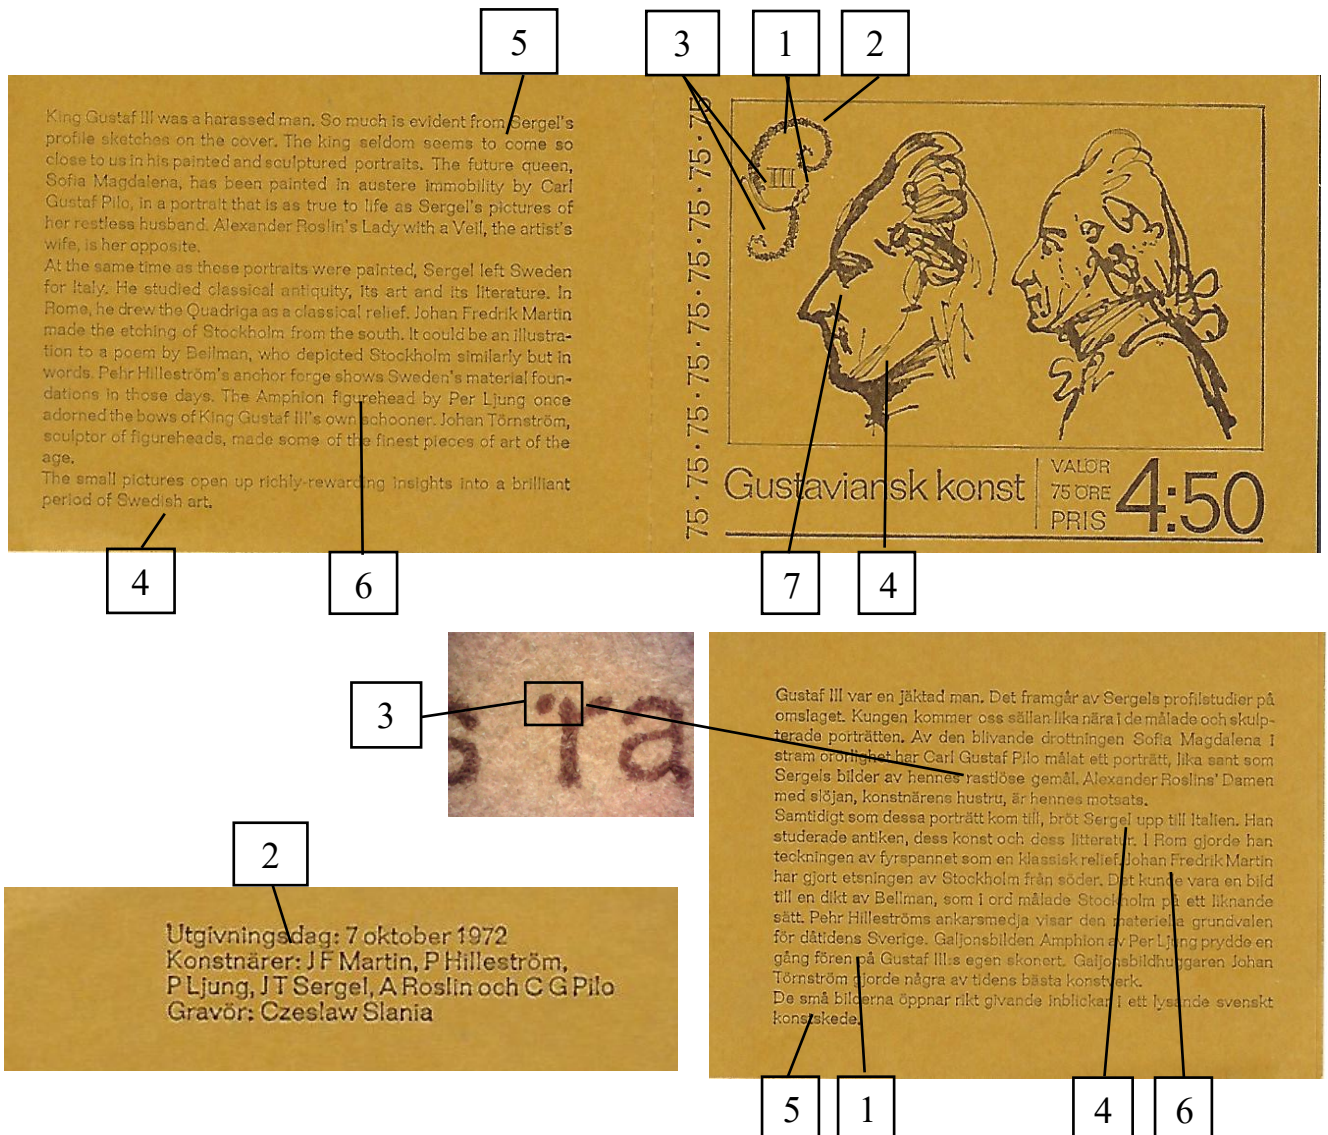 5
3
1
2
King Gustaf III was a harassed man. So much is evident from Sergel's
profile sketches on the cover. The king seldom seems to come so
close to us in his painted and sculptured portraits. The future queen,
Sofia Magdalena, has been painted in austere immobility by Carl
Gustaf Pilo, in a portrait that is as true to life as Sergel's pictures of
her restless husband. Alexander Roslin's Lady with a Veil, the artist's
wife, is her opposite.
At the same time as these portraits were painted, Sergel left Sweden
for Italy. He studied classical antiquity, its art and its literature. In
Rome, he drew the Quadriga as a classical relief. Johan Fredrik Martin
made the etching of Stockholm from the south. It could be an illustra-
tion to a poem by Bellman, who depicted Stockholm similarly but in
words. Pehr Hilleström's anchor forge shows Sweden's material foun-
dations in those days. The Amphion figurehead by Per Ljung once
adorned the bows of King Gustaf III's own schooner. Johan Törnström,
sculptor of figureheads, made some of the finest pieces of art of the
age.
The small pictures open up richly-rewarding insights into a brilliant
period of Swedish art.
75·75·75·75·75·75·75·75
III
Gustaviansk konst
VALÖR
75 ÖRE
PRIS
4:50
4
6
7
4
3
s ra
Gustaf III var en jäktad man. Det framgår av Sergels profilstudier på
omslaget. Kungen kommer oss sällan lika nära i de målade och skulp-
terade porträtten. Av den blivande drottningen Sofia Magdalena i
stram ororlighet har Carl Gustaf Pilo målat ett porträtt, lika sant som
Sergels bilder av hennes rastlöse gemål. Alexander Roslins' Damen
med slöjan, konstnärens hustru, är hennes motsats.
Samtidigt som dessa porträtt kom till, bröt Sergel upp till Italien. Han
studerade antiken, dess konst och dess litteratur. I Rom gjorde han
teckningen av fyrspannet som en klassisk relief. Johan Fredrik Martin
har gjort etsningen av Stockholm från söder. Det kunde vara en bild
till en dikt av Bellman, som i ord målade Stockholm på ett liknande
sätt. Pehr Hilleströms ankarsmedja visar den materiella grundvalen
för dåtidens Sverige. Galjonsbilden Amphion av Per Ljung prydde en
gång fören på Gustaf III:s egen skonert. Galjonsbildhuggaren Johan
Törnström gjorde några av tidens bästa konstverk.
De små bilderna öppnar rikt givande inblickar i ett lysande svenskt
konstskede.
2
Utgivningsdag: 7 oktober 1972
Konstnärer: J F Martin, P Hilleström,
P Ljung, J T Sergel, A Roslin och C G Pilo
Gravör: Czeslaw Slania
5
1
4
6